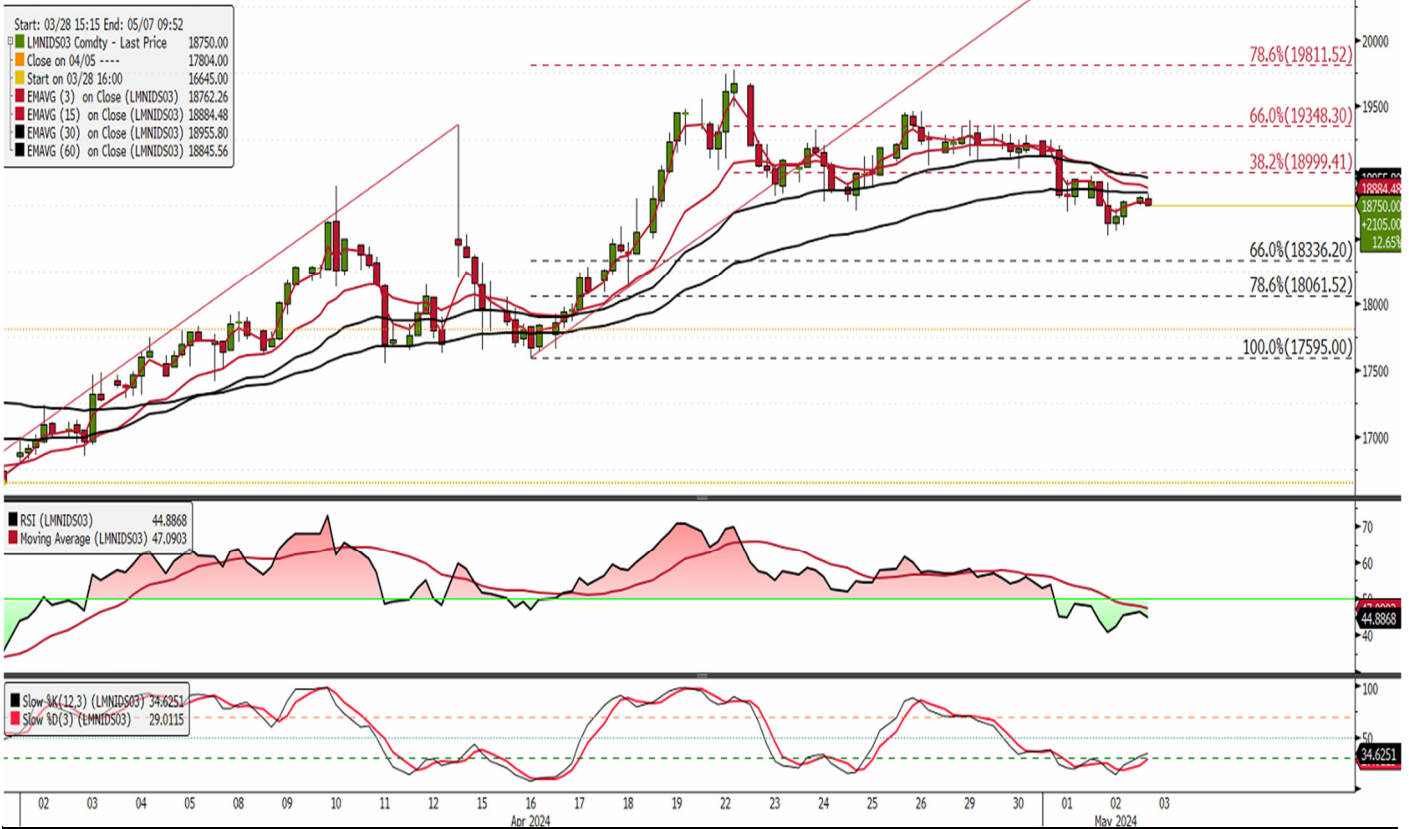 Start: 03/28 15:15 End: 05/07 09:52
LMNIDS03 Comdty - Last Price 18750.00
Close on 04/05 ---- 17804.00
Start on 03/28 16:00 16645.00
EMAVG (3) on Close (LMNIDS03) 18762.26
EMAVG (15) on Close (LMNIDS03) 18884.48
EMAVG (30) on Close (LMNIDS03) 18955.80
EMAVG (60) on Close (LMNIDS03) 18845.56
20000
78.6%(19811.52)
19500
66.0%(19348.30)
38.2%(18999.41)
18884.48
18750.00
+2105.00
12.65%
66.0%(18336.20)
78.6%(18061.52)
18000
100.0%(17595.00)
17500
17000
RSI (LMNIDS03) 44.8868
Moving Average (LMNIDS03) 47.0903
70
60
44.8868
40
Slow %K(12,3) (LMNIDS03) 34.6251
Slow %D(3) (LMNIDS03) 29.0115
100
50
34.6251
0
02 03 04 05 08 09 10 11 12 15 16 17 18 19 22 23 24 25 26 29 30 01 02 03
Apr 2024 May 2024